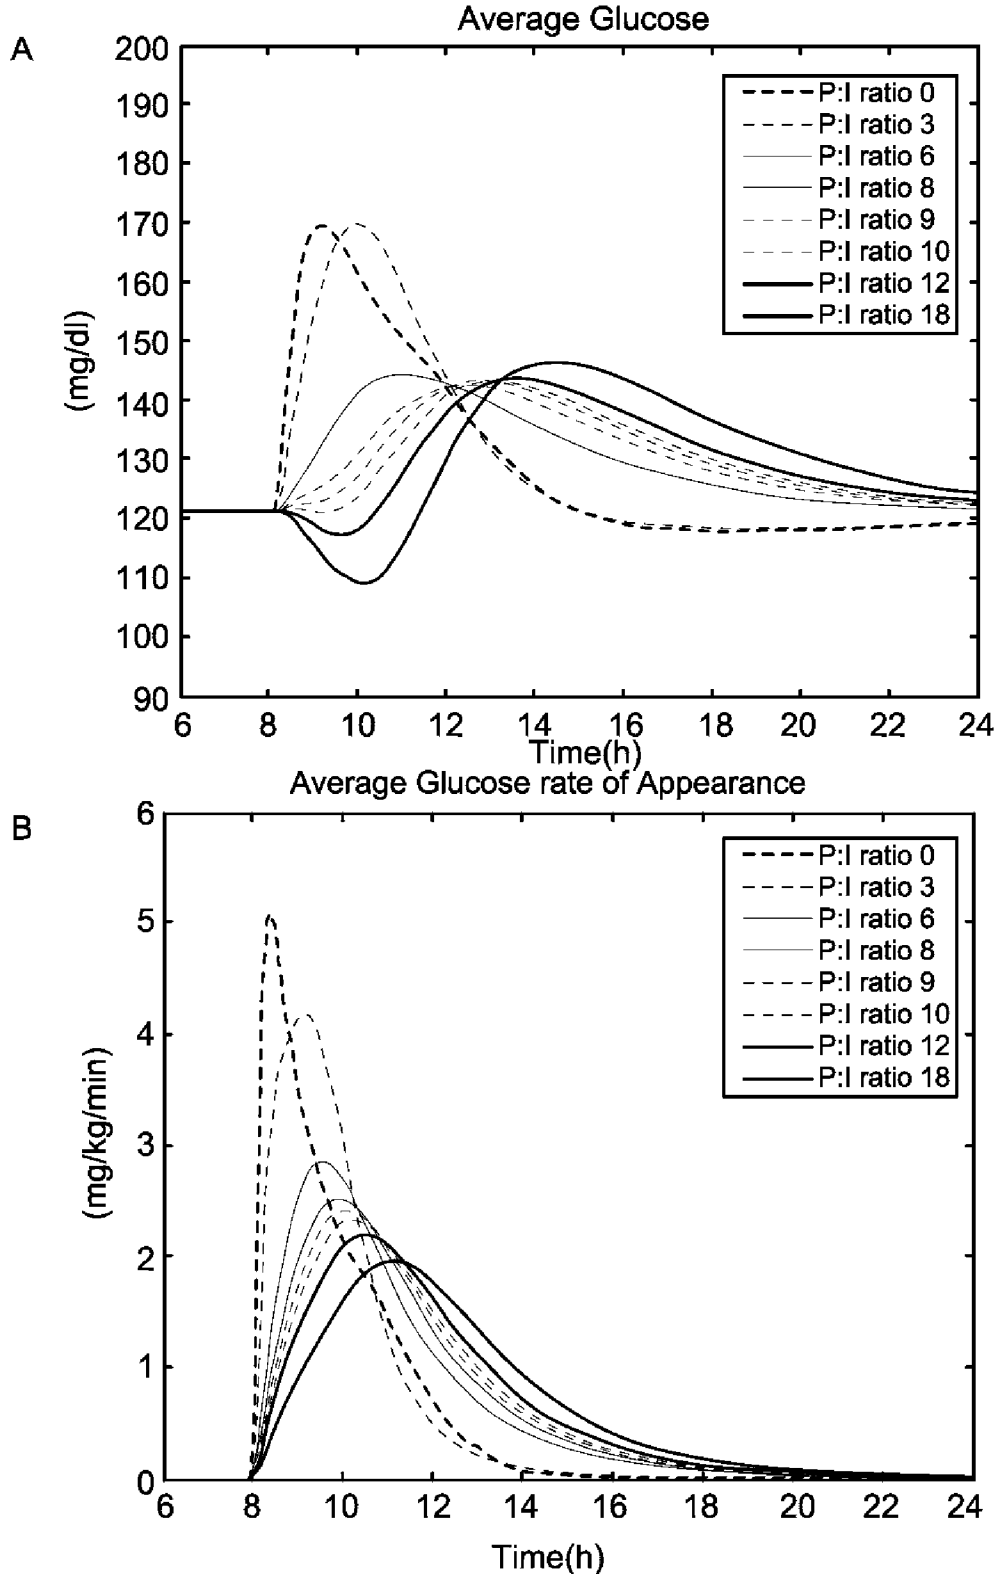 Average Glucose
A
200
190
180
170
160
150
140
130
120
110
100
90
(mg/dl)
P:I ratio 0
P:I ratio 3
P:I ratio 6
P:I ratio 8
P:I ratio 9
P:I ratio 10
P:I ratio 12
P:I ratio 18
6 8 10 12 14 16 18 20 22 24
Time(h)
Average Glucose rate of Appearance
B
6
5
4
3
2
1
0
(mg/kg/min)
P:I ratio 0
P:I ratio 3
P:I ratio 6
P:I ratio 8
P:I ratio 9
P:I ratio 10
P:I ratio 12
P:I ratio 18
6 8 10 12 14 16 18 20 22 24
Time(h)